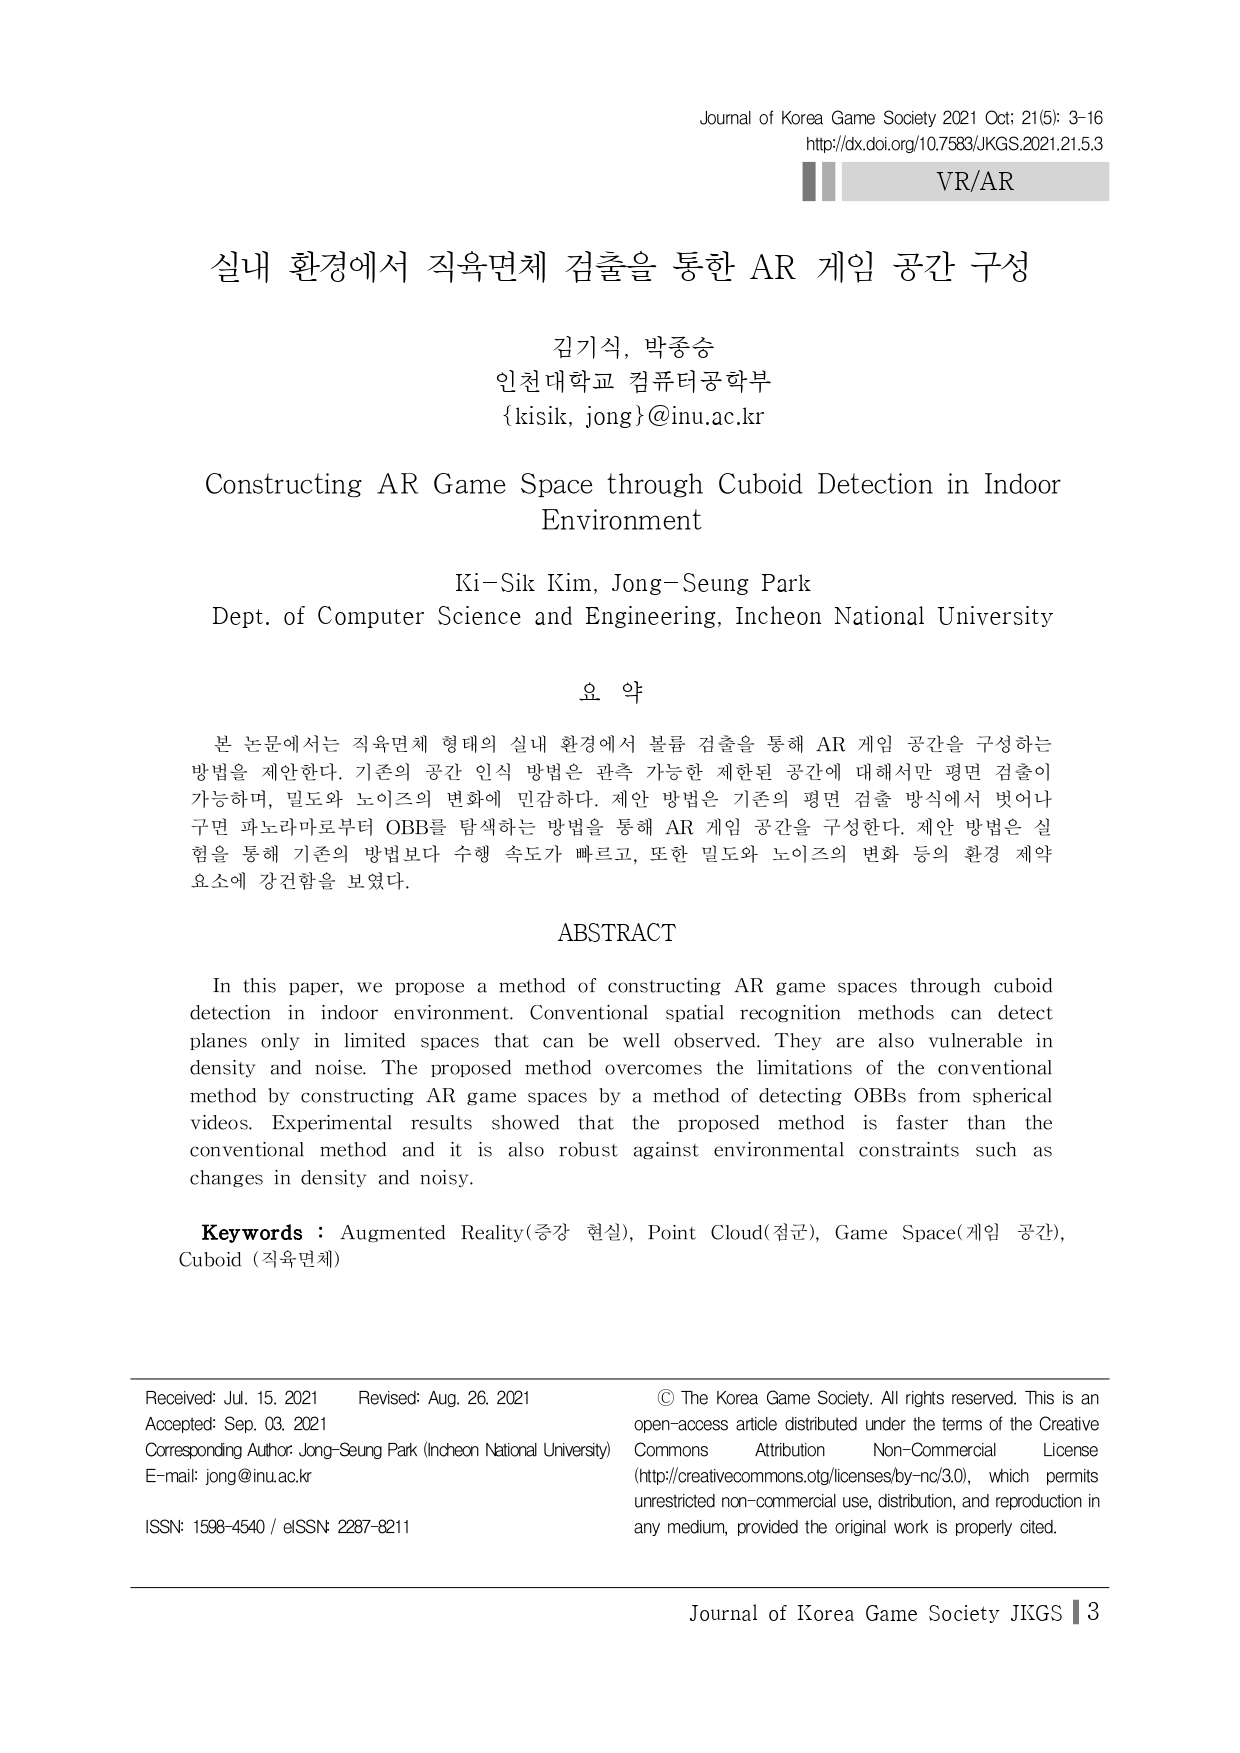 Journal of Korea Game Society 2021 Oct; 21(5): 3-16
http://dx.doi.org/10.7583/JKGS.2021.21.5.3
VR/AR
실내 환경에서 직육면체 검출을 통한 AR 게임 공간 구성
김기식, 박종승
인천대학교 컴퓨터공학부
{kisik, jong}@inu.ac.kr
Constructing AR Game Space through Cuboid Detection in Indoor
Environment
Ki-Sik Kim, Jong-Seung Park
Dept. of Computer Science and Engineering, Incheon National University
요 약
본 논문에서는 직육면체 형태의 실내 환경에서 볼륨 검출을 통해 AR 게임 공간을 구성하는
방법을 제안한다. 기존의 공간 인식 방법은 관측 가능한 제한된 공간에 대해서만 평면 검출이
가능하며, 밀도와 노이즈의 변화에 민감하다. 제안 방법은 기존의 평면 검출 방식에서 벗어나
구면 파노라마로부터 OBB를 탐색하는 방법을 통해 AR 게임 공간을 구성한다. 제안 방법은 실
험을 통해 기존의 방법보다 수행 속도가 빠르고, 또한 밀도와 노이즈의 변화 등의 환경 제약
요소에 강건함을 보였다.
ABSTRACT
In this paper, we propose a method of constructing AR game spaces through cuboid
detection in indoor environment. Conventional spatial recognition methods can detect
planes only in limited spaces that can be well observed. They are also vulnerable in
density and noise. The proposed method overcomes the limitations of the conventional
method by constructing AR game spaces by a method of detecting OBBs from spherical
videos. Experimental results showed that the proposed method is faster than the
conventional method and it is also robust against environmental constraints such as
changes in density and noisy.
Keywords : Augmented Reality(증강 현실), Point Cloud(점군), Game Space(게임 공간),
Cuboid (직육면체)
Received: Jul. 15. 2021 Revised: Aug. 26. 2021
Accepted: Sep. 03. 2021
Corresponding Author: Jong-Seung Park (Incheon National University)
E-mail: jong@inu.ac.kr
ISSN: 1598-4540 / eISSN: 2287-8211
Ⓒ The Korea Game Society. All rights reserved. This is an
open-access article distributed under the terms of the Creative
Commons Attribution Non-Commercial License
(http://creativecommons.otg/licenses/by-nc/3.0), which permits
unrestricted non-commercial use, distribution, and reproduction in
any medium, provided the original work is properly cited.
Journal of Korea Game Society JKGS 3